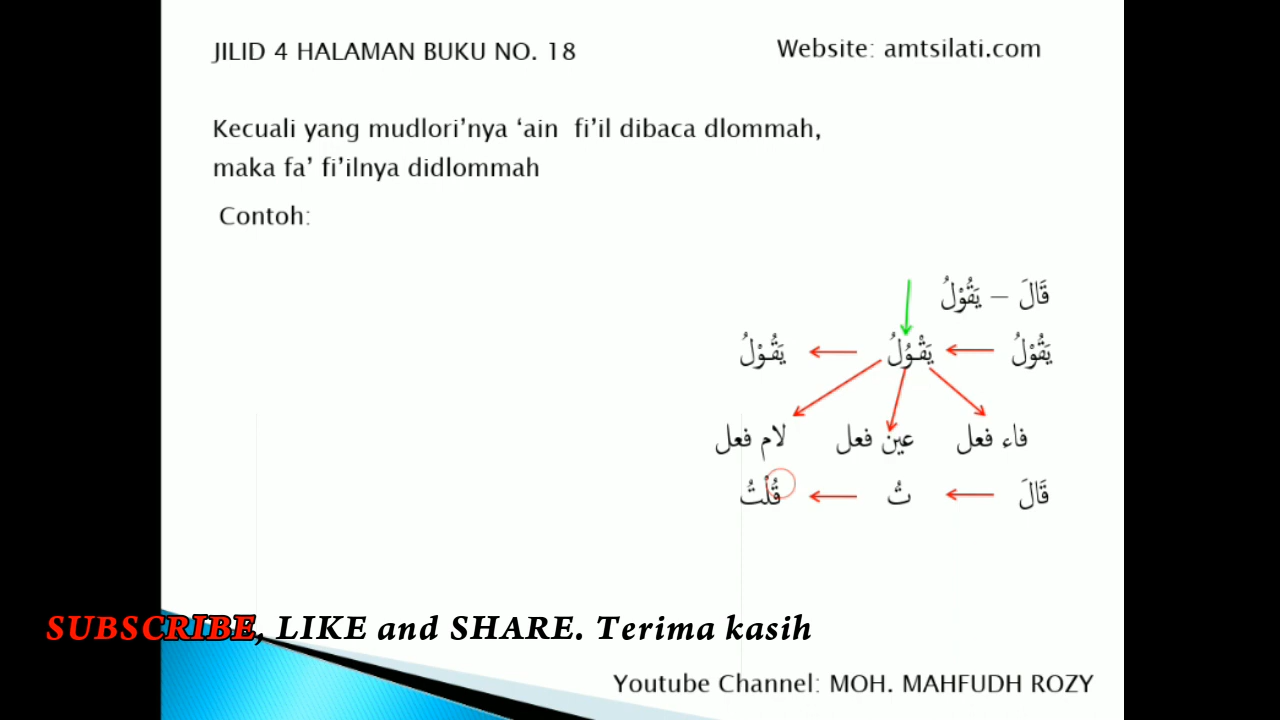 JILID 4 HALAMAN BUKU NO. 18
Website: amtsilati.com
Kecuali yang mudlori’nya ‘ain fi’il dibaca dlommah,
maka fa’ fi’ilnya didlommah
Contoh:
قَالَ – يَقُوْلُ
يَقُوْلُ ← يَقْـوُلُ ← يَقُـوْلُ
فاء فعل عين فعل لام فعل
قَالَ ← تُ ← قُلْتُ
SUBSCRIBE, LIKE and SHARE. Terima kasih
Youtube Channel: MOH. MAHFUDH ROZY